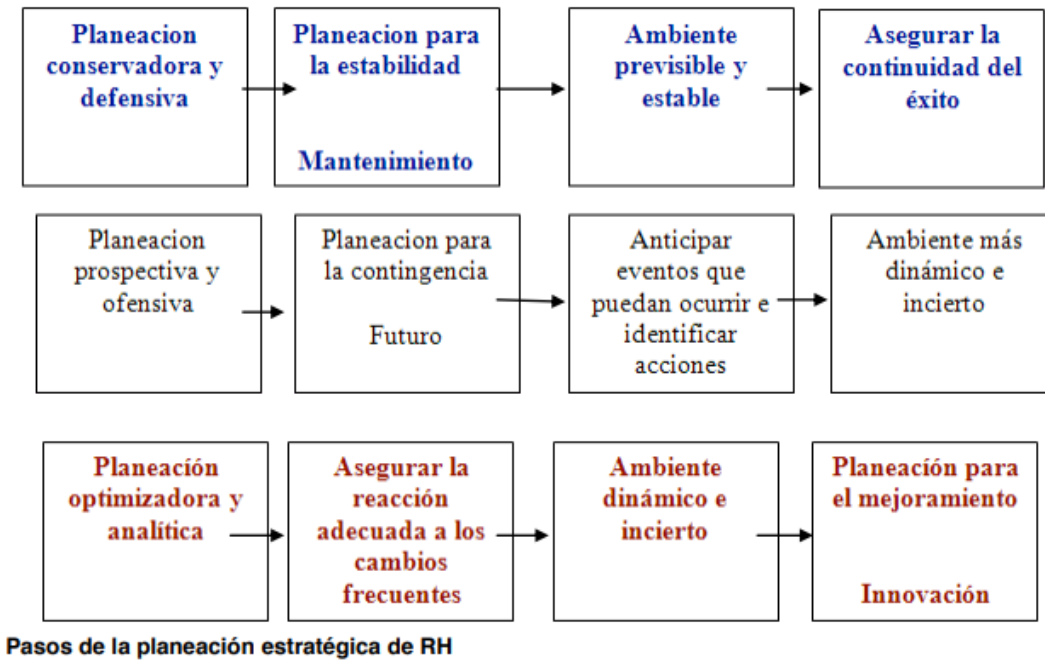 Planeacion
conservadora y
defensiva
Planeacion para
la estabilidad
Mantenimiento
Ambiente
previsible y
estable
Asegurar la
continuidad del
éxito
Planeacion
prospectiva y
ofensiva
Planeacion para
la contingencia
Futuro
Anticipar
eventos que
puedan ocurrir e
identificar
acciones
Ambiente más
dinámico e
incierto
Planeacíón
optimizadora y
analítica
Asegurar la
reacción
adecuada a los
cambios
frecuentes
Ambiente
dinámico e
incierto
Planeacíón para
el mejoramiento
Innovación
Pasos de la planeación estratégica de RH